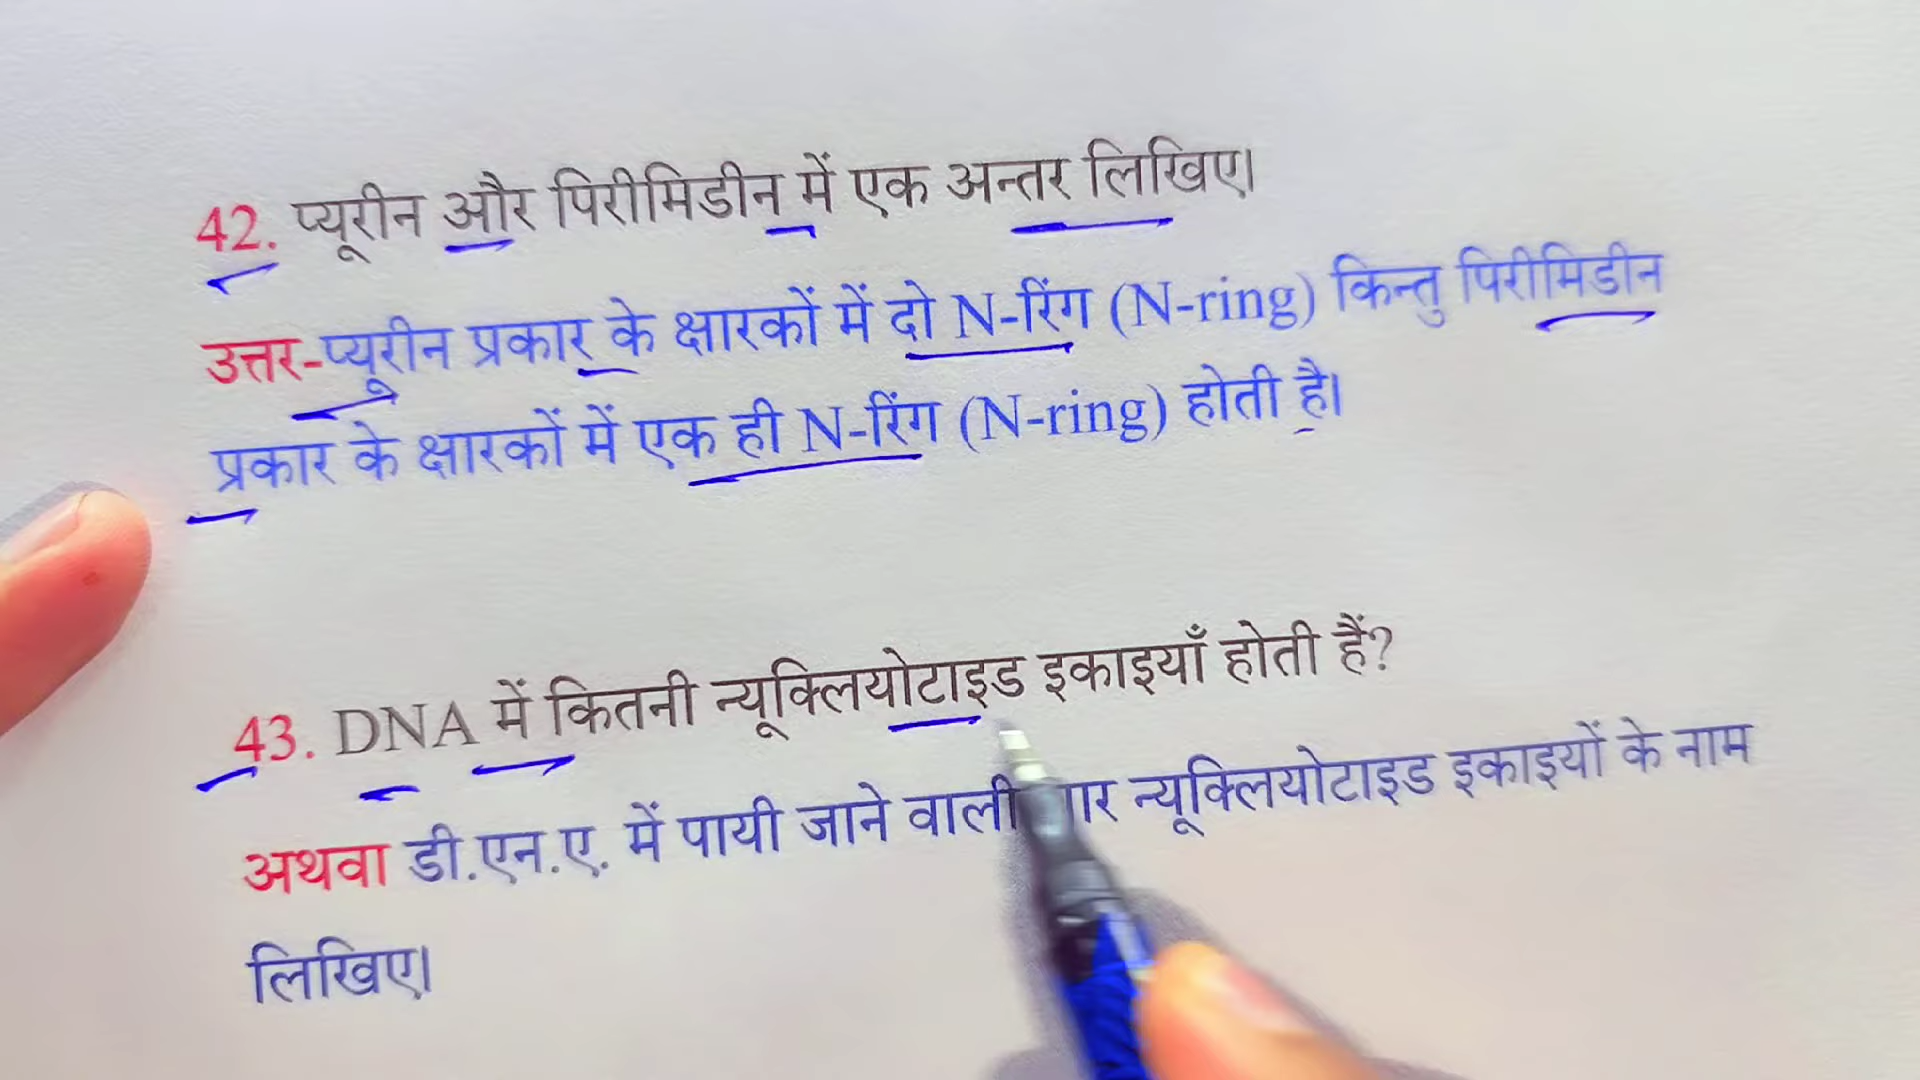 42. प्यूरीन और पिरीमिडीन में एक अन्तर लिखिए।
उत्तर-प्यूरीन प्रकार के क्षारकों में दो N-रिंग (N-ring) किन्तु पिरीमिडीन
प्रकार के क्षारकों में एक ही N-रिंग (N-ring) होती है।
43. DNA में कितनी न्यूक्लियोटाइड इकाइयाँ होती हैं?
अथवा डी.एन.ए. में पायी जाने वाली न्यूक्लियोटाइड इकाइयों के नाम
लिखिए।